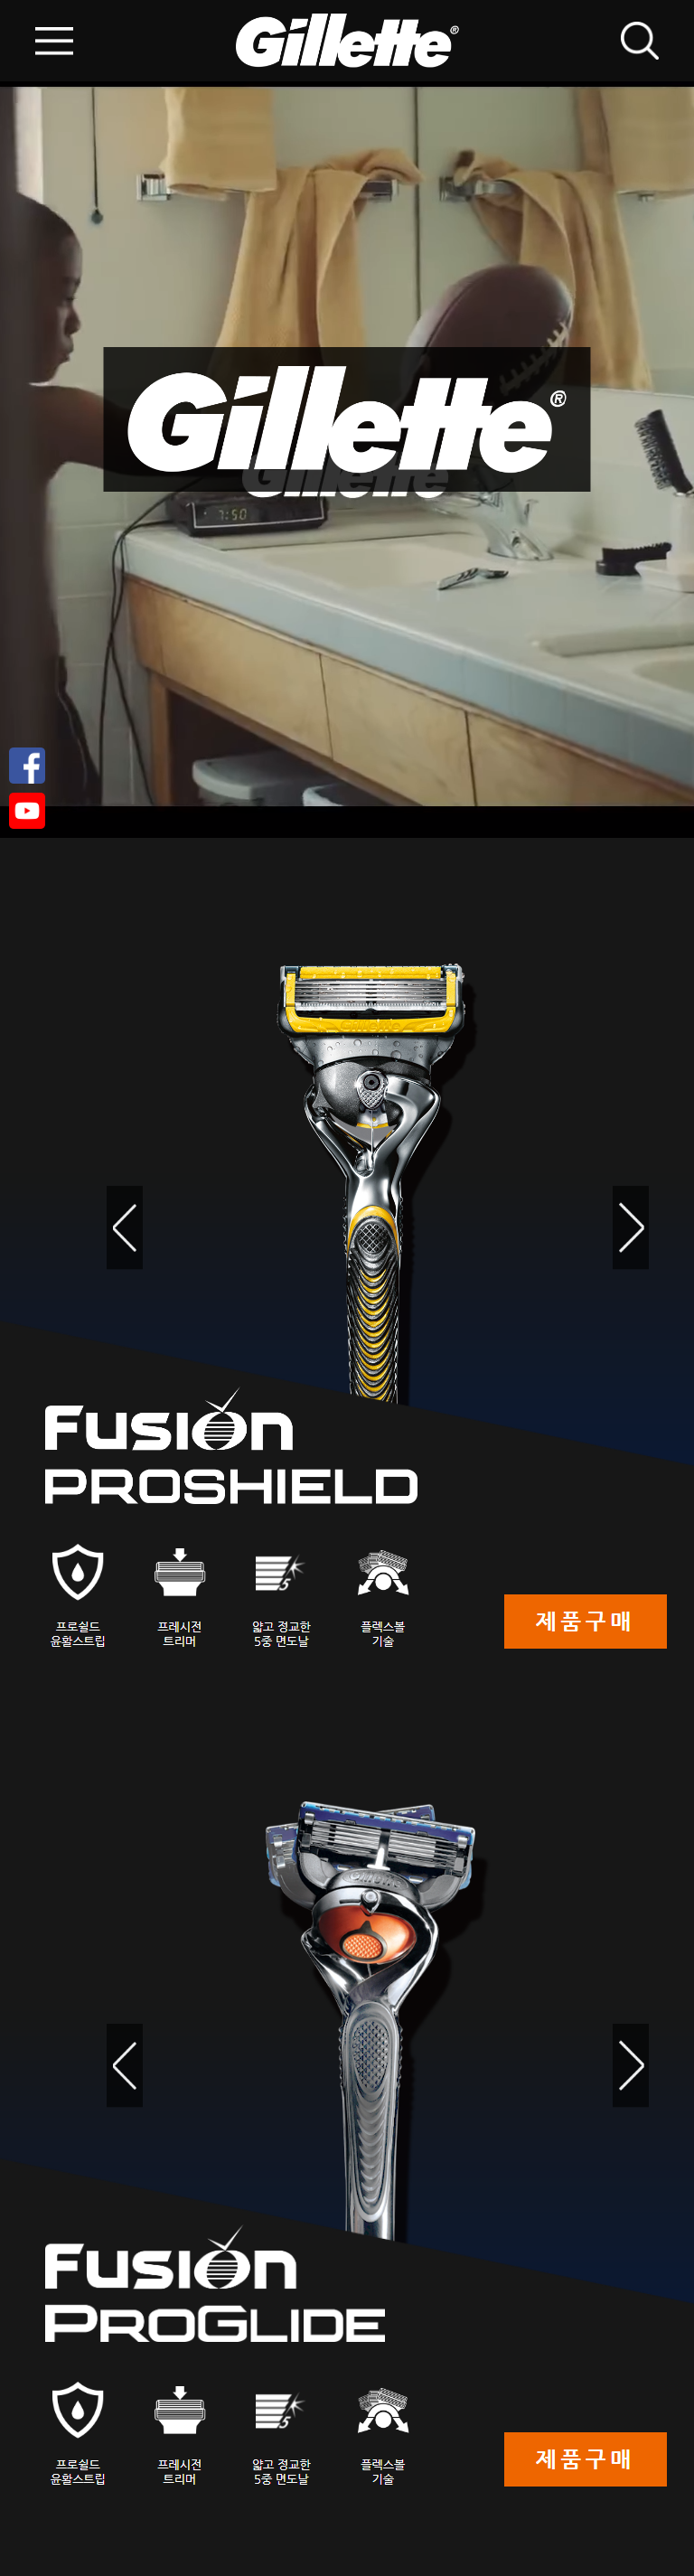 Gillette®
Gillette®
Gillette
7:50
Fusion
PROSHIELD
프로쉴드
윤활스트립
프레시전
트리머
얇고 정교한
5중 면도날
플렉스볼
기술
제품구매
Fusion
PROGLIDE
프로쉴드
윤활스트립
프레시전
트리머
얇고 정교한
5중 면도날
플렉스볼
기술
제품구매